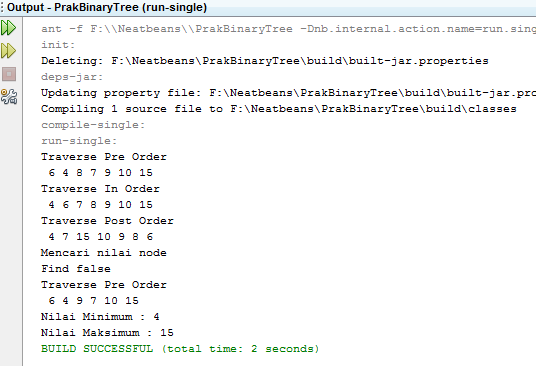 Output - PrakBinaryTree (run-single)
ant -f F:\\Neatbeans\\PrakBinaryTree -Dnb.internal.action.name=run.sing
init:
Deleting: F:\Neatbeans\PrakBinaryTree\build\built-jar.properties
deps-jar:
Updating property file: F:\Neatbeans\PrakBinaryTree\build\built-jar.pro
Compiling 1 source file to F:\Neatbeans\PrakBinaryTree\build\classes
compile-single:
run-single:
Traverse Pre Order
6 4 8 7 9 10 15
Traverse In Order
4 6 7 8 9 10 15
Traverse Post Order
4 7 15 10 9 8 6
Mencari nilai node
Find false
Traverse Pre Order
6 4 9 7 10 15
Nilai Minimum : 4
Nilai Maksimum : 15
BUILD SUCCESSFUL (total time: 2 seconds)